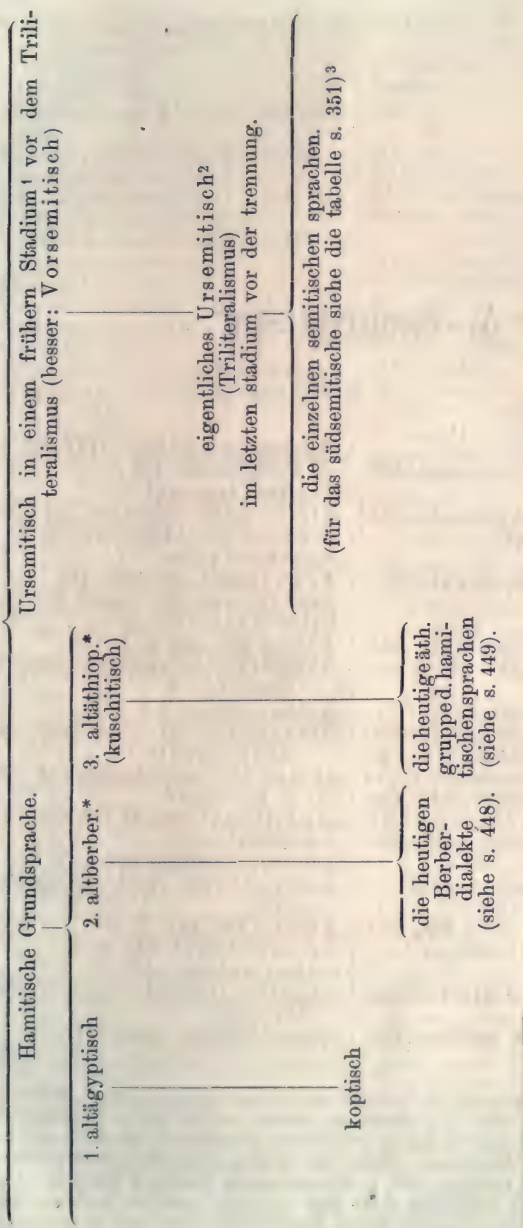 Hamitische Grundsprache.
1. altägyptisch
koptisch
2. altberber.*
die heutigen
Berber-
dialekte
(siehe s. 448).
3. altäthiop.*
(kuschitisch)
die heutige äth.
gruppe d. hami-
tischen sprachen
(siehe s. 449).
Ursemitisch in einem frühern Stadium¹ vor dem Trili-
teralismus (besser: Vorsemitisch)
eigentliches Ursemitisch²
(Triliteralismus)
im letzten stadium vor der trennung.
die einzelnen semitischen sprachen.
(für das südsemitische siehe die tabelle s. 351)³